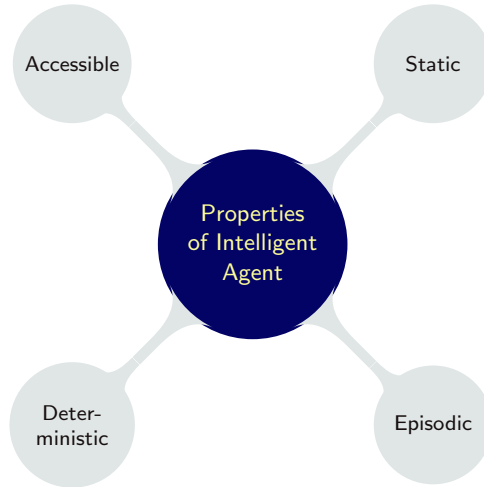 Accessible
Static
Properties
of Intelligent
Agent
Deter-
ministic
Episodic